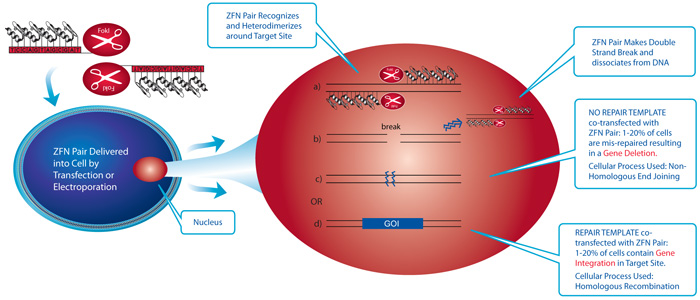 FokI
FokI
ZFN Pair Delivered
into Cell by
Transfection or
Electroporation
Nucleus
ZFN Pair Recognizes
and Heterodimerizes
around Target Site
a)
b)
break
c)
OR
d)
GOI
ZFN Pair Makes Double
Strand Break and
dissociates from DNA
NO REPAIR TEMPLATE
co-transfected with
ZFN Pair: 1-20% of cells
are mis-repaired resulting
in a Gene Deletion.
Cellular Process Used: Non-
Homologous End Joining
REPAIR TEMPLATE co-
transfected with ZFN Pair:
1-20% of cells contain Gene
Integration in Target Site.
Cellular Process Used:
Homologous Recombination